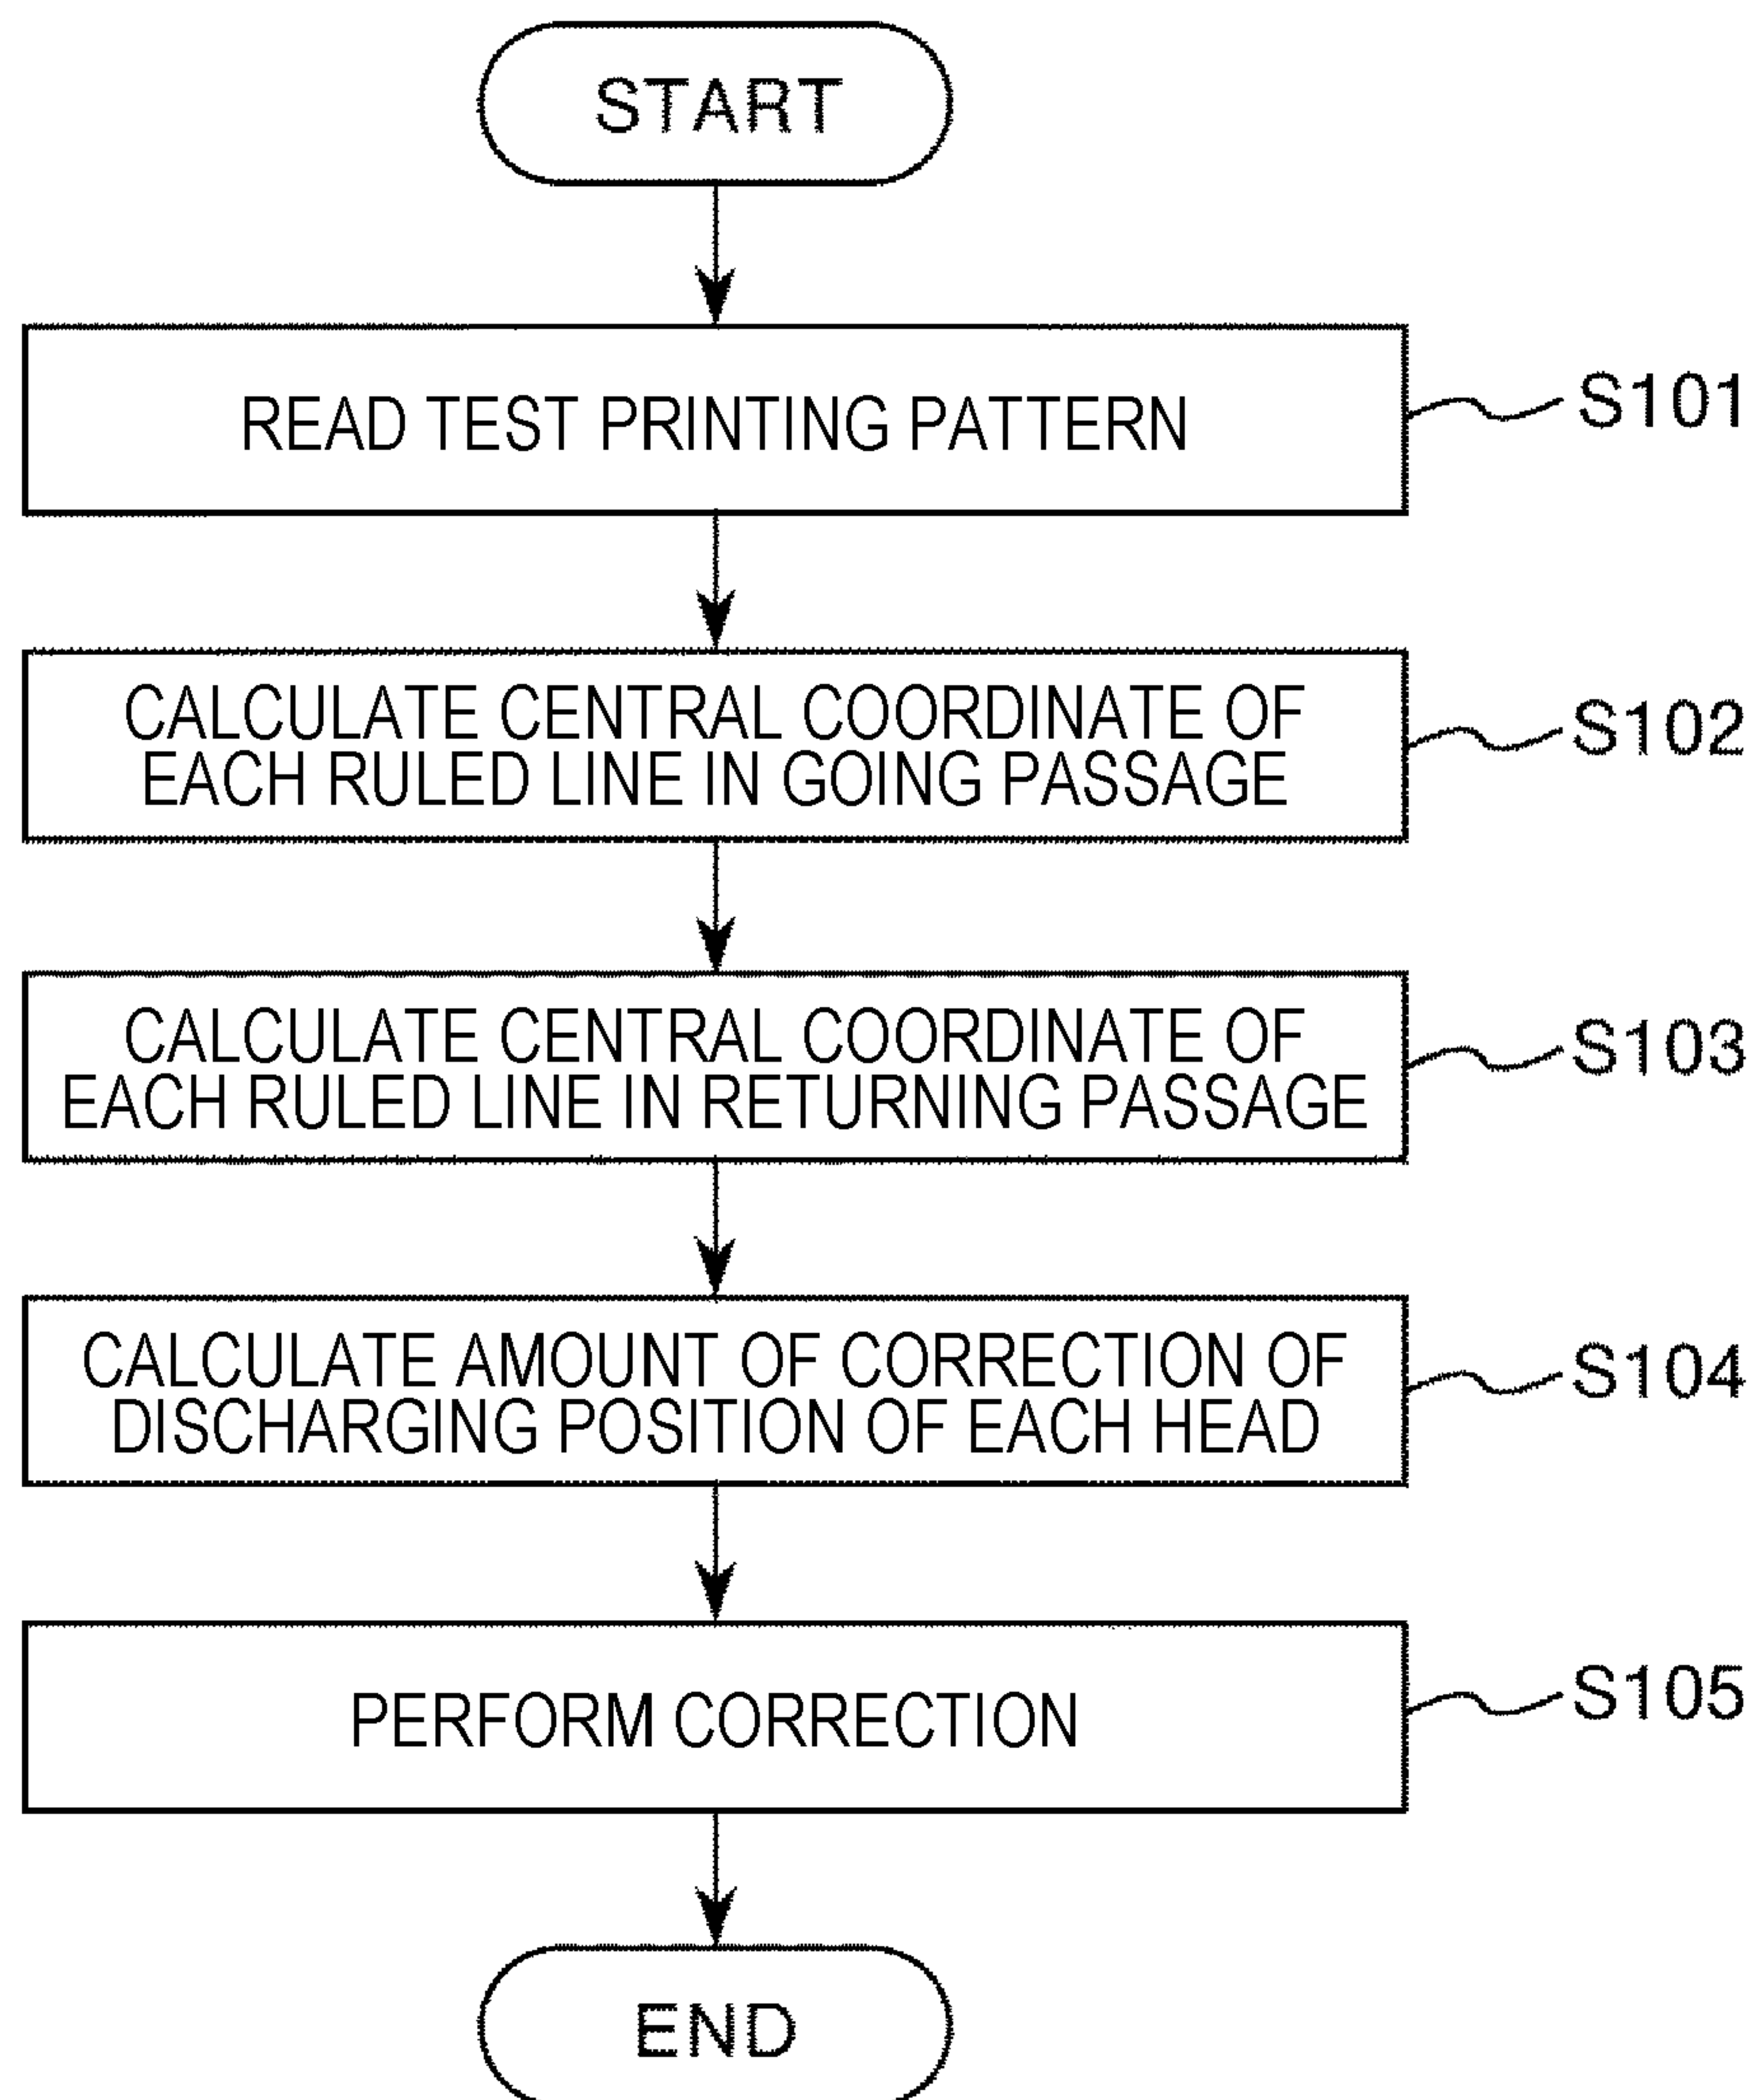 START
READ TEST PRINTING PATTERN
S101
CALCULATE CENTRAL COORDINATE OF
EACH RULED LINE IN GOING PASSAGE
S102
CALCULATE CENTRAL COORDINATE OF
EACH RULED LINE IN RETURNING PASSAGE
S103
CALCULATE AMOUNT OF CORRECTION OF
DISCHARGING POSITION OF EACH HEAD
S104
PERFORM CORRECTION
S105
END